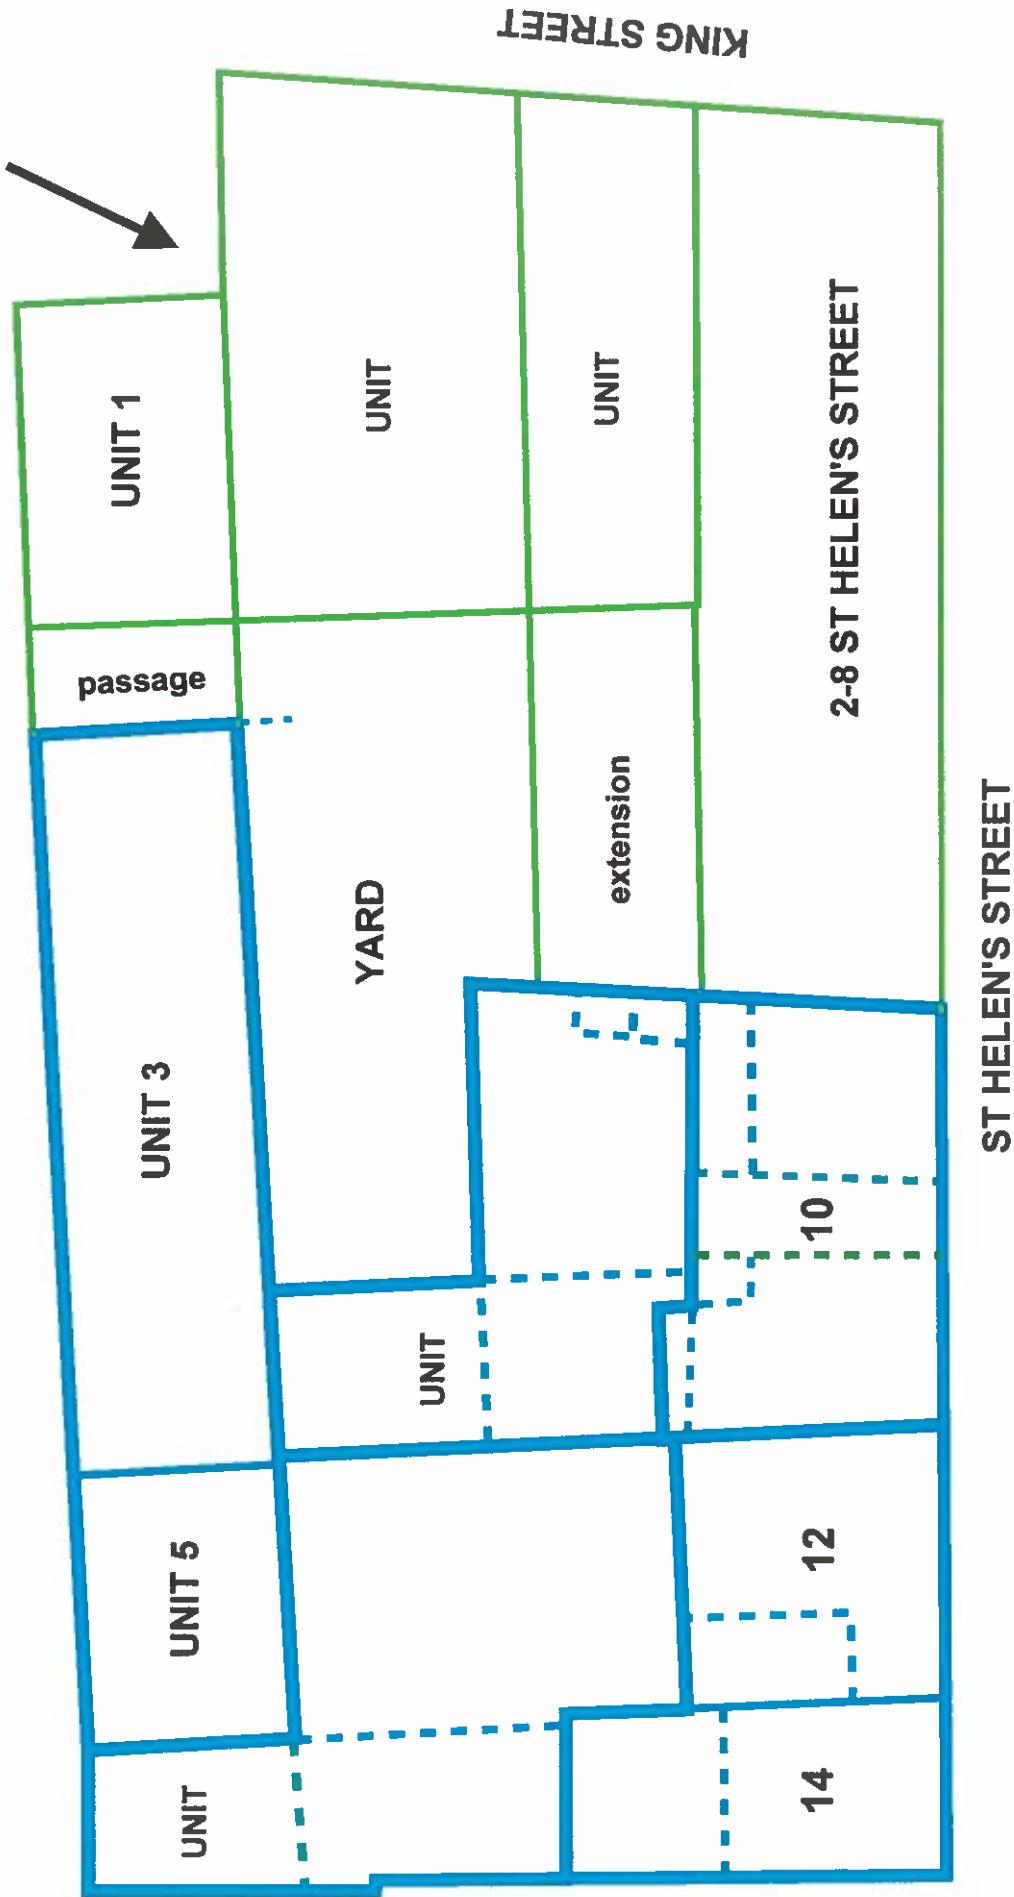 KING STREET
UNIT 1
UNIT
UNIT
2-8 ST HELEN'S STREET
passage
YARD
extension
UNIT 3
UNIT
10
ST HELEN'S STREET
UNIT 5
12
UNIT
14